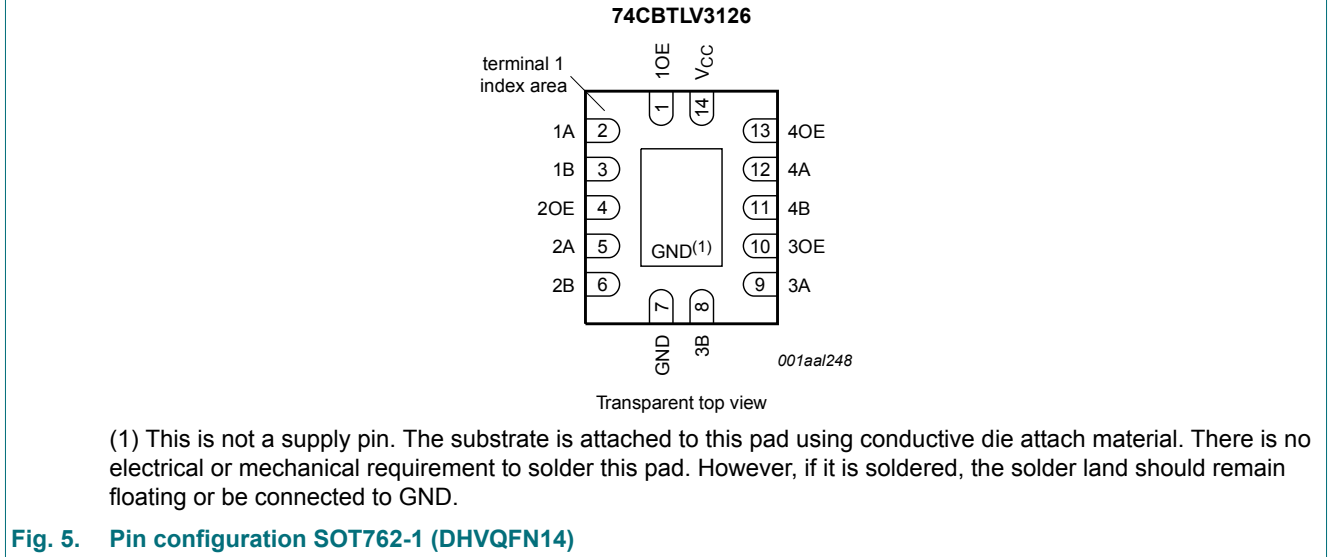 74CBTLV3126
terminal 1
index area
1OE
VCC
1
14
1A 2
13 4OE
1B 3
12 4A
2OE 4
11 4B
2A 5
GND(1)
10 3OE
2B 6
9 3A
7
8
GND
3B
001aal248
Transparent top view
(1) This is not a supply pin. The substrate is attached to this pad using conductive die attach material. There is no
electrical or mechanical requirement to solder this pad. However, if it is soldered, the solder land should remain
floating or be connected to GND.
Fig. 5. Pin configuration SOT762-1 (DHVQFN14)